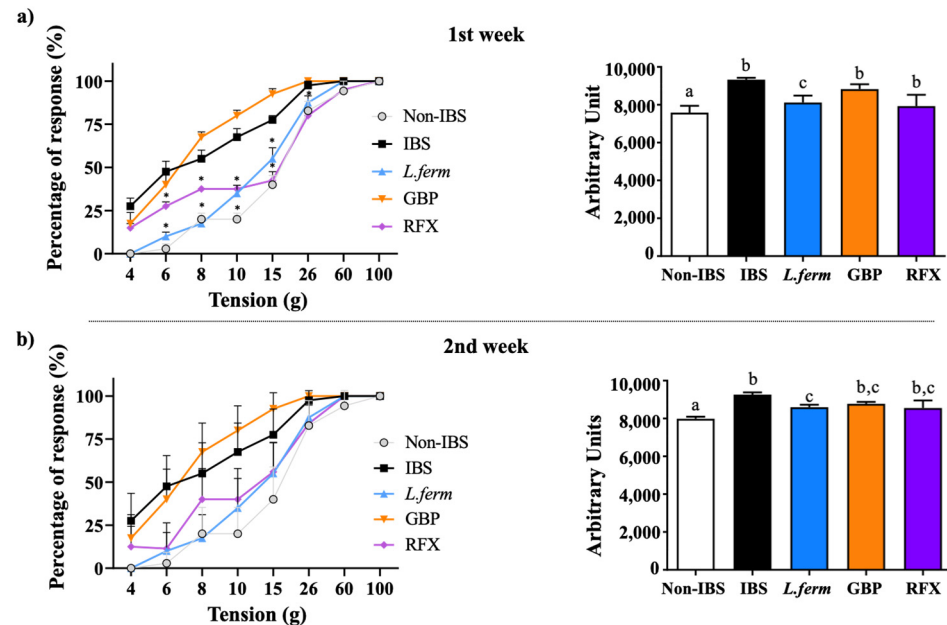 a)
1st week
Percentage of response (%)
100
75
50
25
0
4 6 8 10 15 26 60 100
Tension (g)
* * * * * * * * *
Non-IBS
IBS
L.ferm
GBP
RFX
Arbitrary Unit
10,000
8,000
6,000
4,000
2,000
0
a b c b b
Non-IBS IBS L.ferm GBP RFX
b)
2nd week
Percentage of response (%)
100
75
50
25
0
4 6 8 10 15 26 60 100
Tension (g)
Non-IBS
IBS
L.ferm
GBP
RFX
Arbitrary Units
10,000
8,000
6,000
4,000
2,000
0
a b c b,c b,c
Non-IBS IBS L.ferm GBP RFX